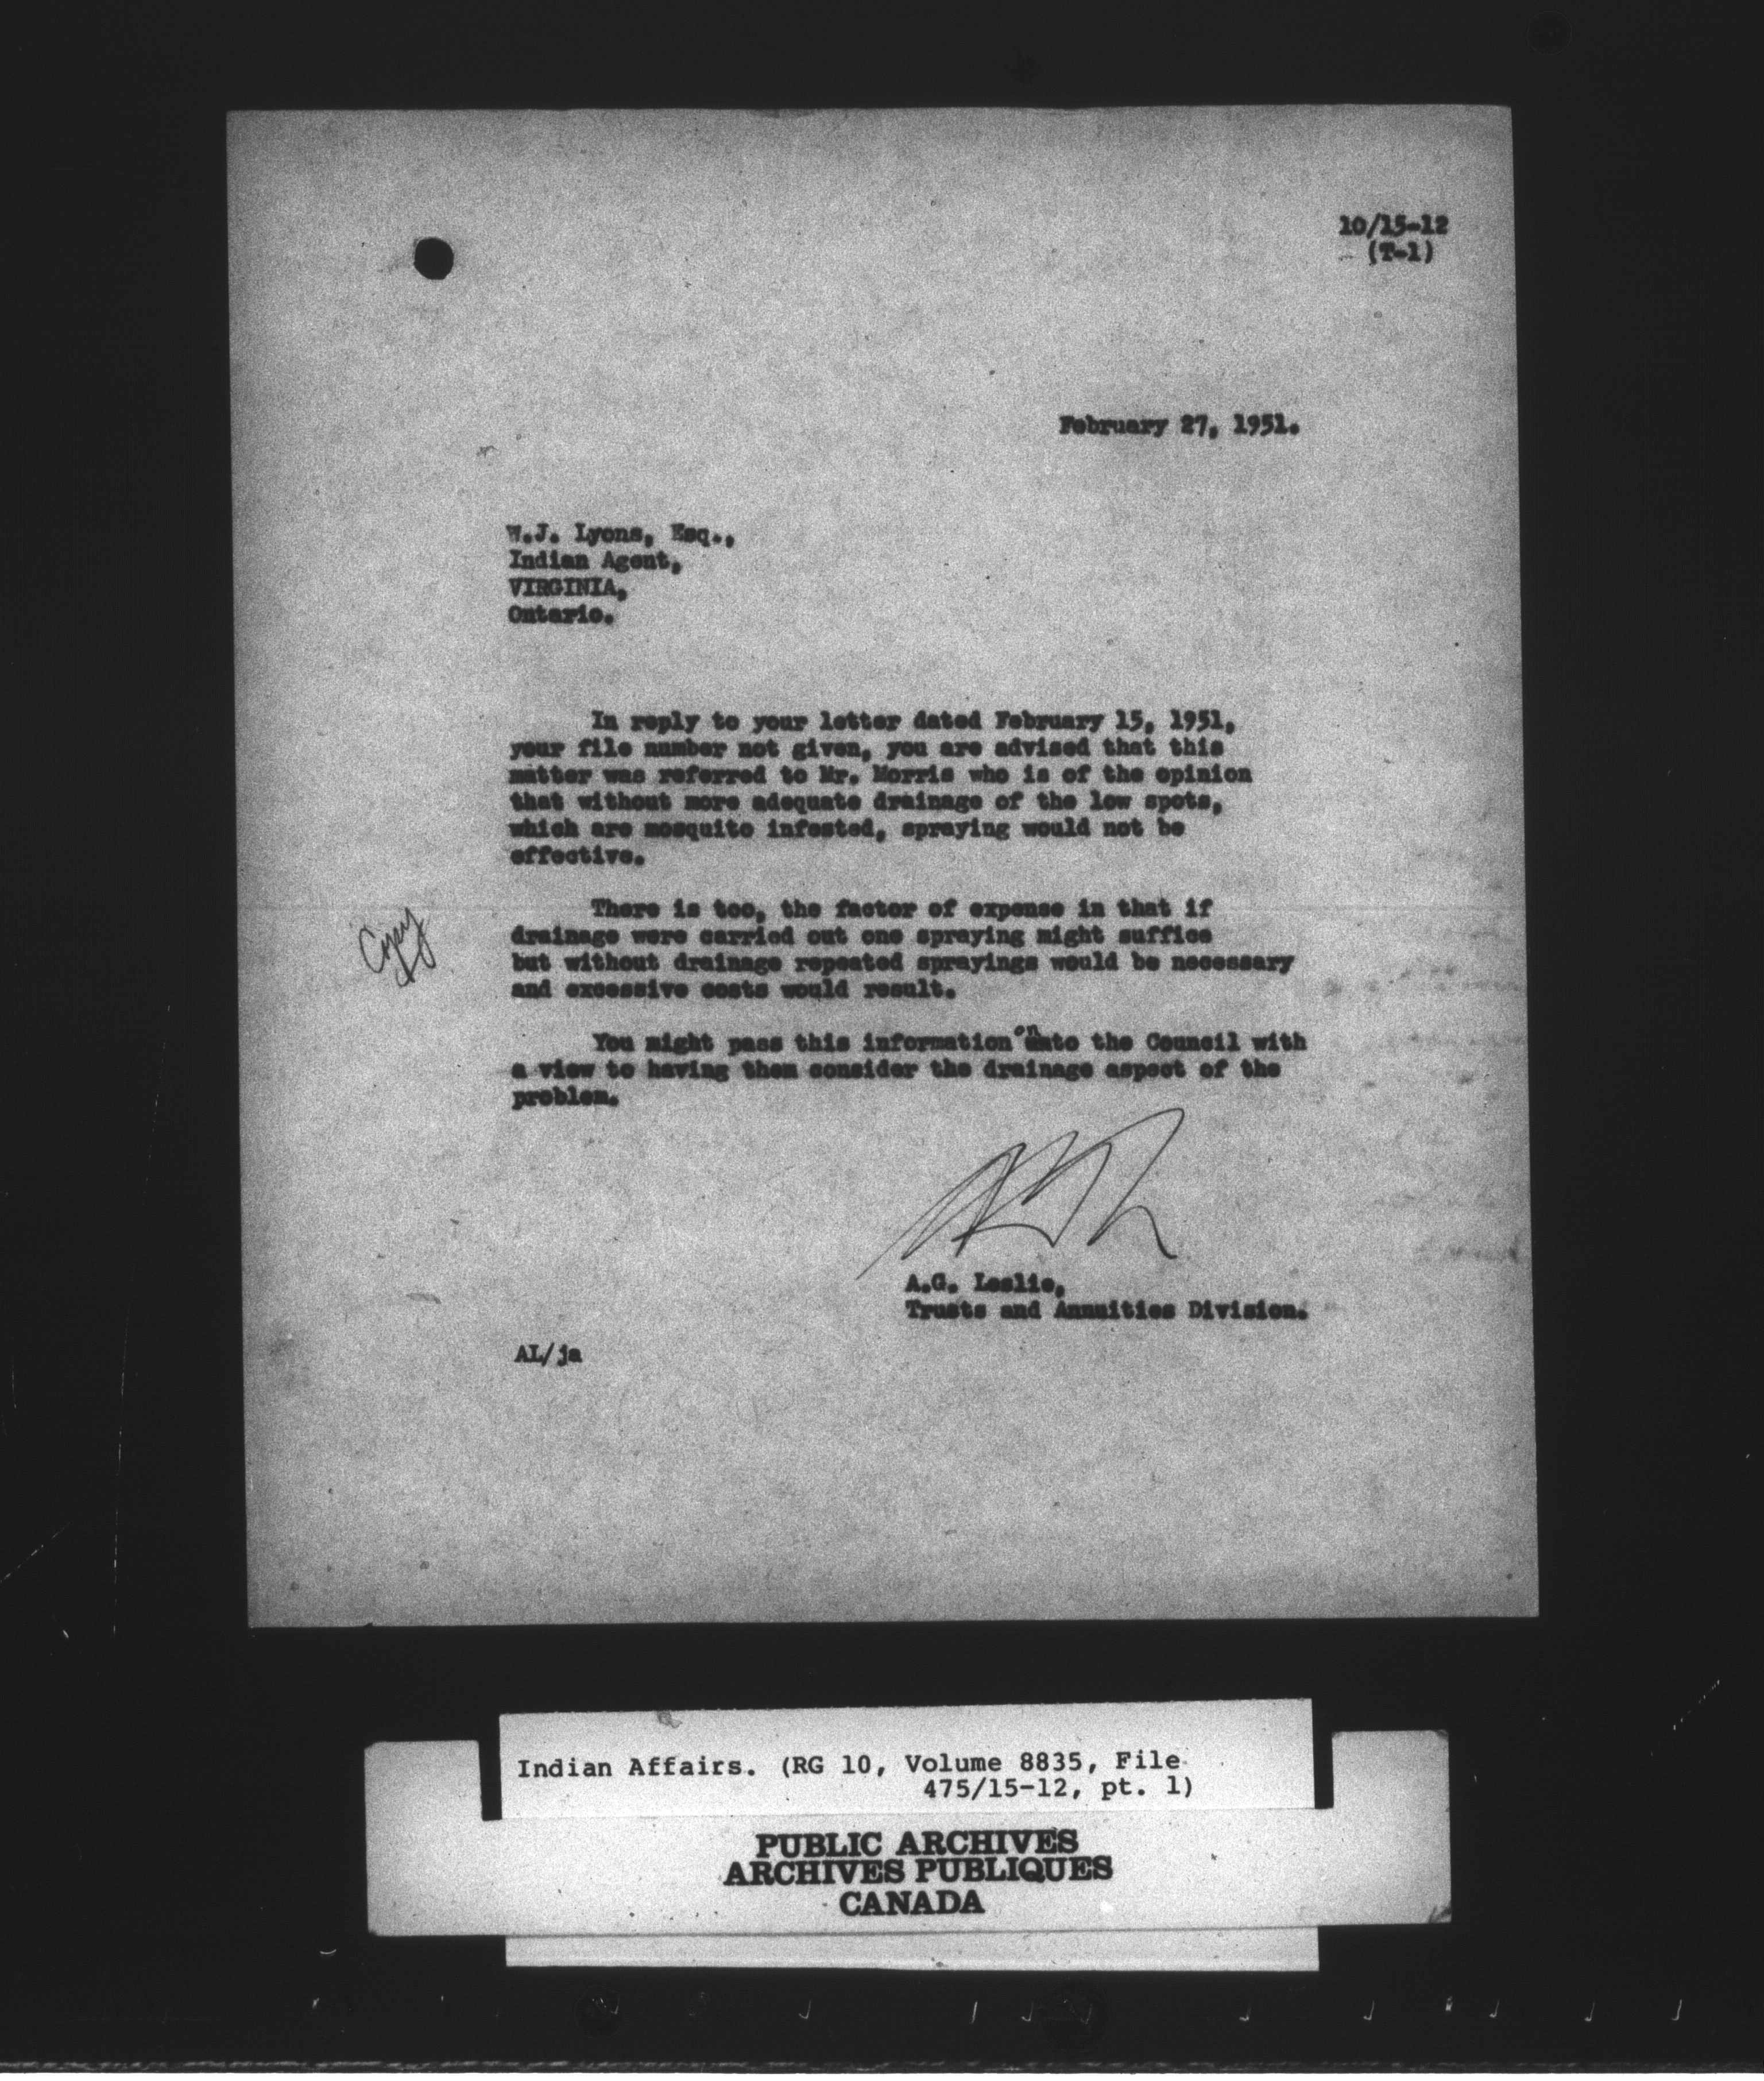 10/15-12
(T-1)
February 27, 1951.
W.J. Lyons, Esq.,
Indian Agent,
VIRGINIA,
Ontario.
In reply to your letter dated February 15, 1951,
your file number not given, you are advised that this
matter was referred to Mr. Morris who is of the opinion
that without more adequate drainage of the low spots,
which are mosquito infested, spraying would not be
effective.
There is too, the factor of expense in that if
drainage were carried out one spraying might suffice
but without drainage repeated sprayings would be necessary
and excessive costs would result.
Copy
You might pass this information on to the Council with
a view to having them consider the drainage aspect of the
problem.
A.G. Leslie,
Trusts and Annuities Division.
AL/ja
Indian Affairs. (RG 10, Volume 8835, File
475/15-12, pt. 1)
PUBLIC ARCHIVES
ARCHIVES PUBLIQUES
CANADA